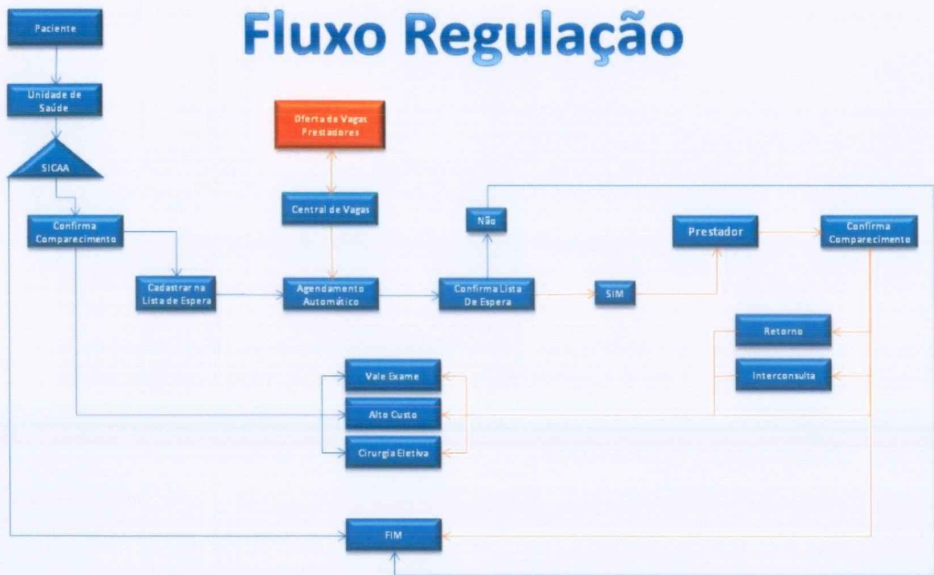 Fluxo Regulação
Paciente
Unidade de
Saúde
SICAA
Confirma
Comparecimento
Cadastrar na
Lista de Espera
Oferta de Vagas
Prestadores
Central de Vagas
Agendamento
Automático
Confirma Lista
De Espera
Não
SIM
Prestador
Confirma
Comparecimento
Retorno
Interconsulta
Vale Exame
Alto Custo
Cirurgia Eletiva
FIM